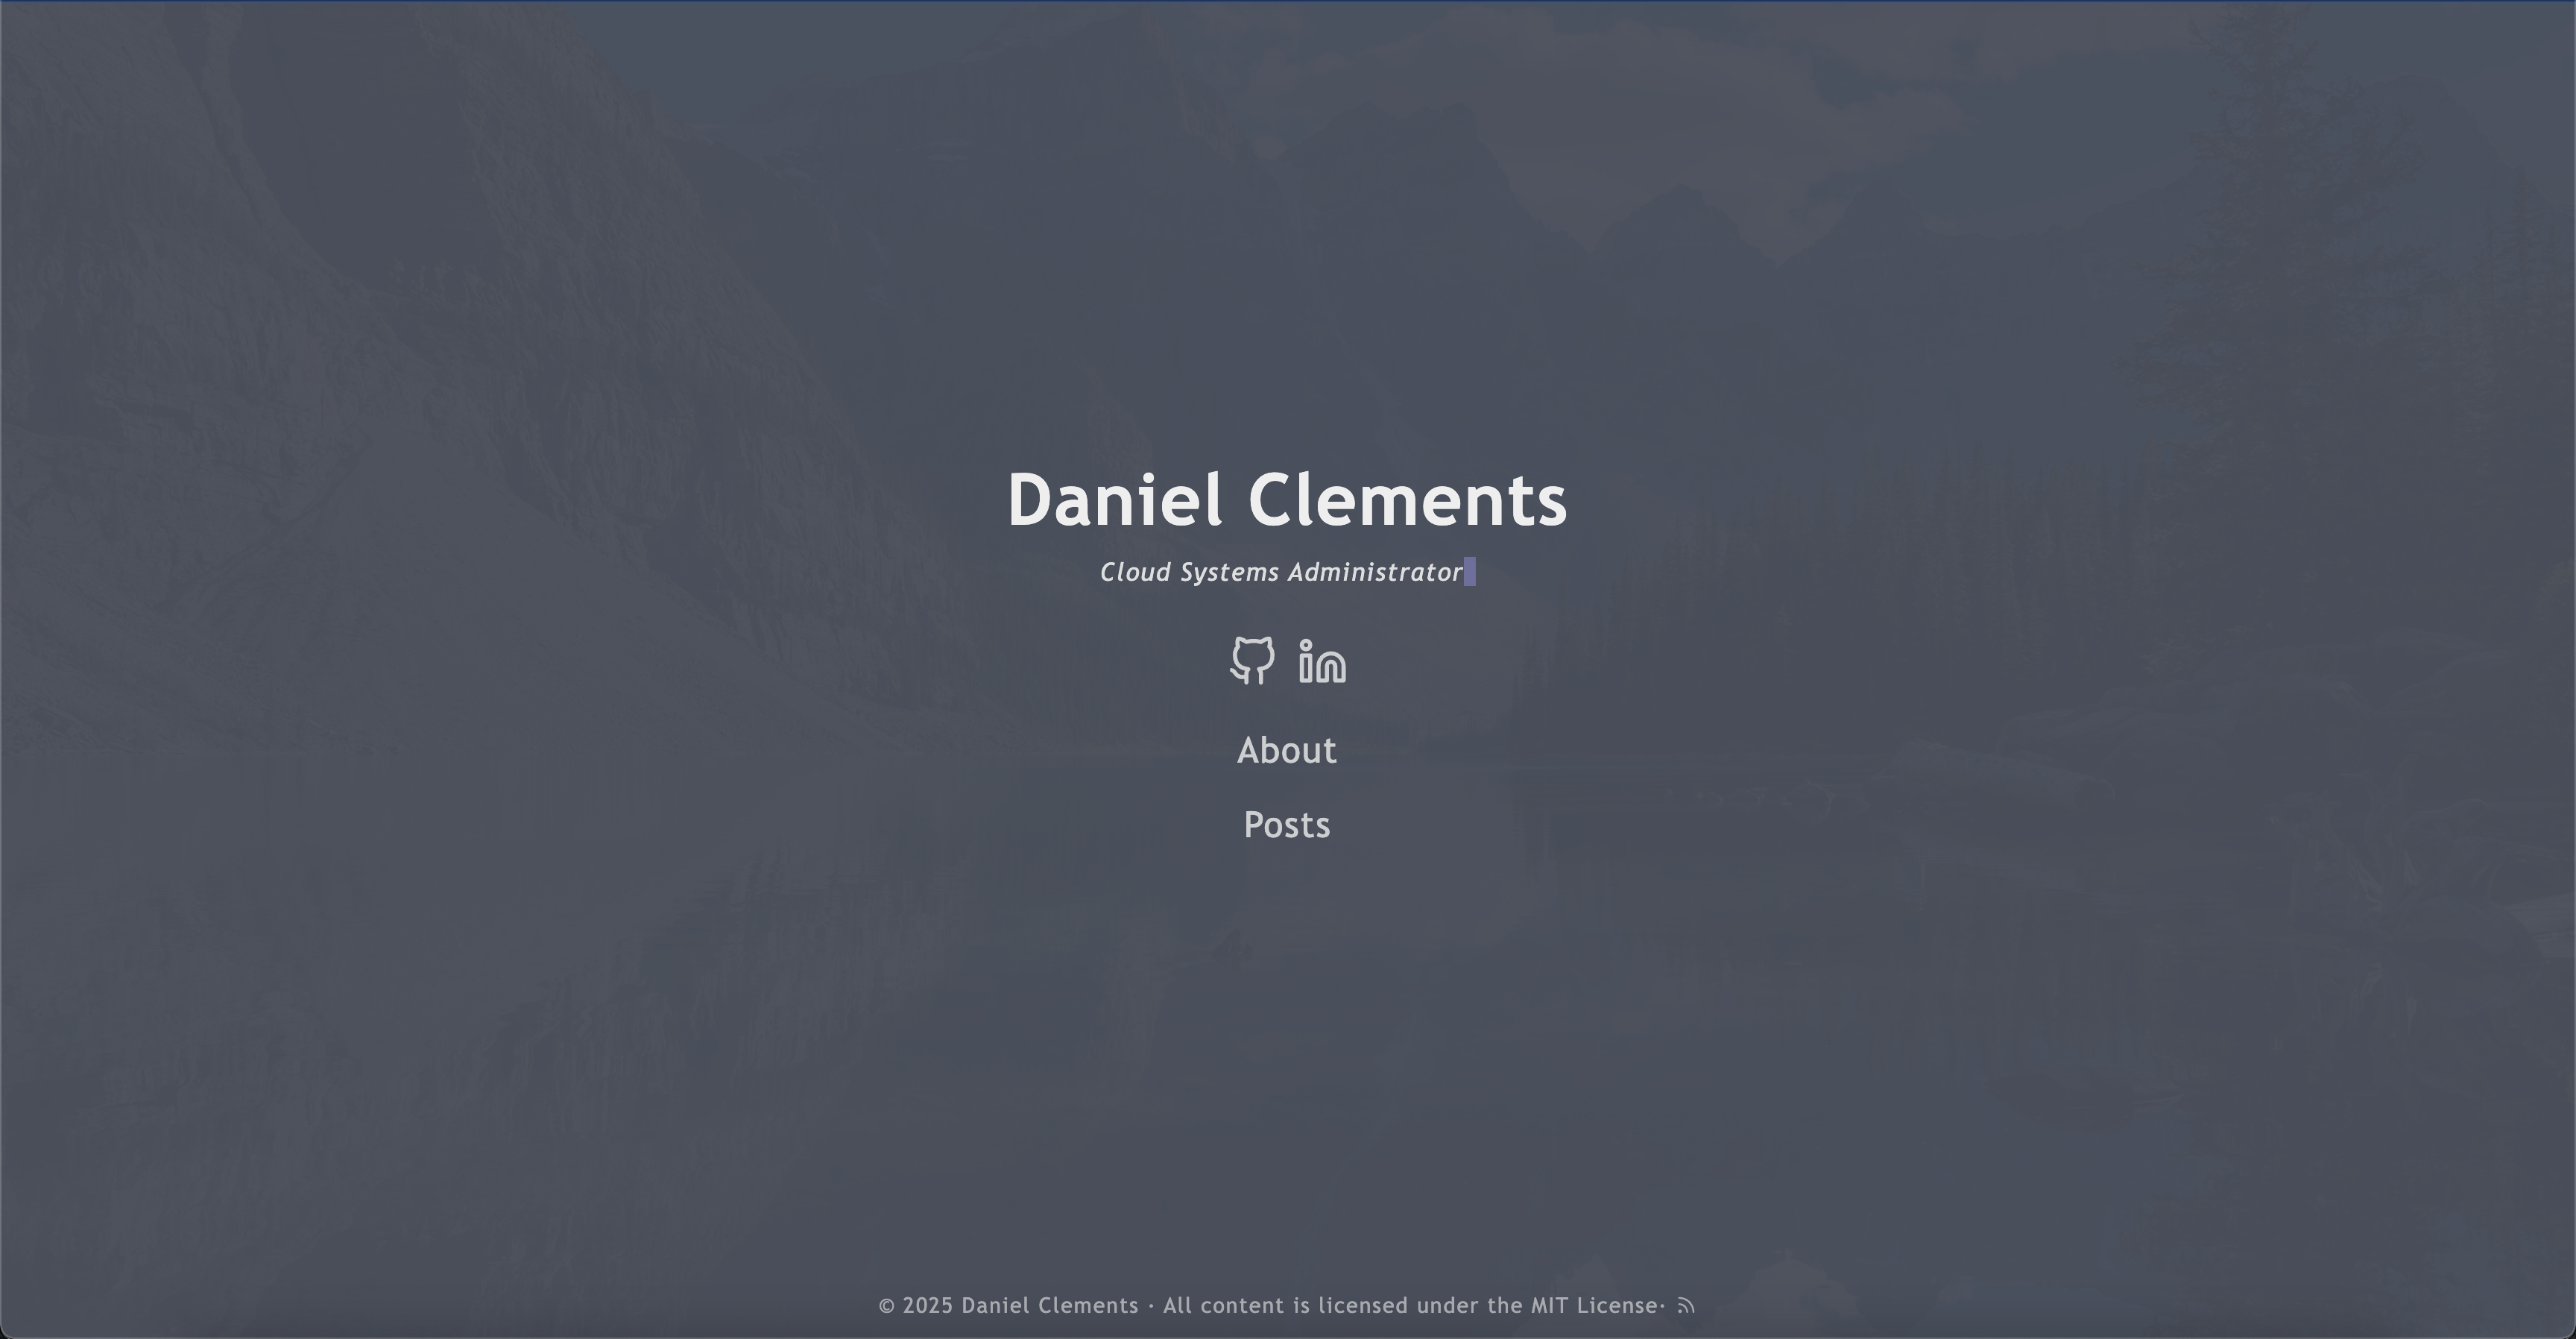 Daniel Clements
Cloud Systems Administrator
About
Posts
© 2025 Daniel Clements · All content is licensed under the MIT License·